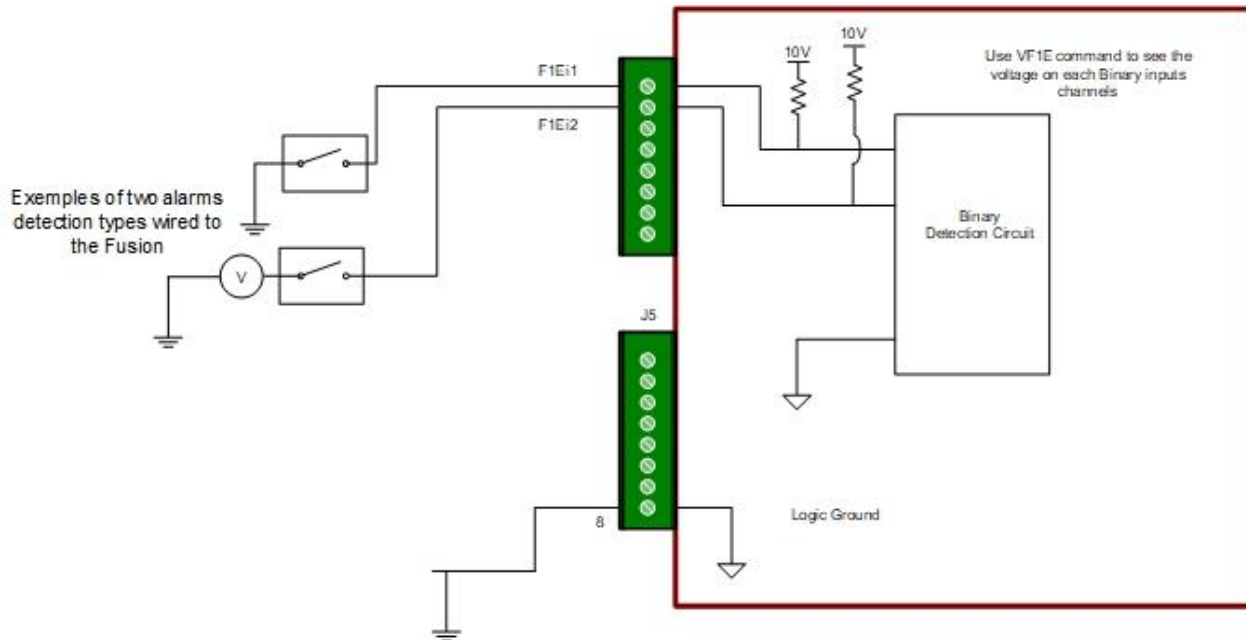 10V
10V
Use VF1E command to see the
voltage on each Binary inputs
channels
F1Ei1
F1Ei2
Exemples of two alarms
detection types wired to
the Fusion
V
Binary
Detection Circuit
J5
8
Logic Ground